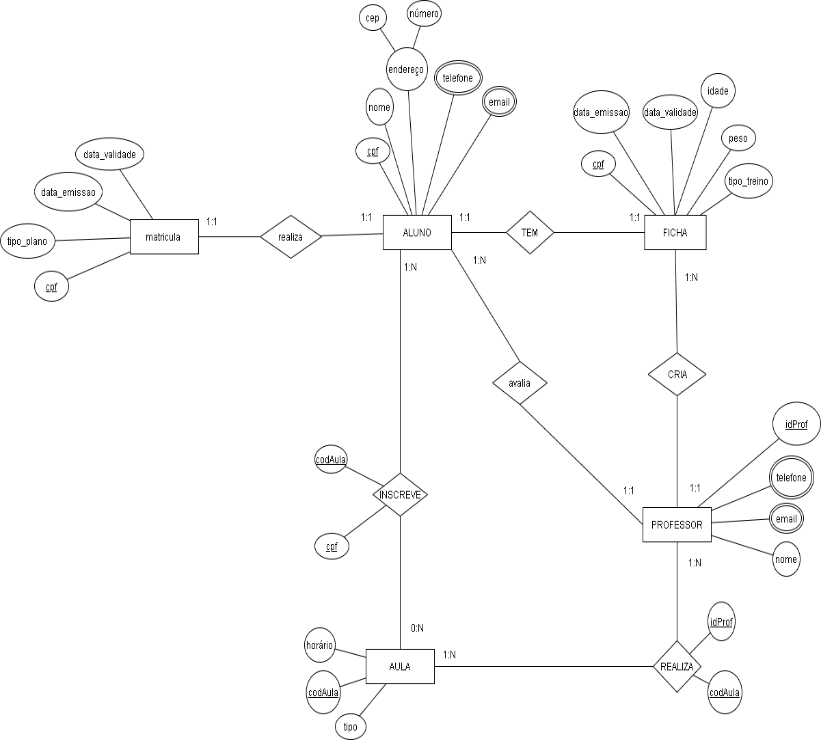 cep
número
endereço
telefone
email
nome
cpf
data_emissao
data_validade
idade
peso
cpf
tipo_treino
data_validade
data_emissao
tipo_plano
cpf
matricula
1:1
realiza
1:1
ALUNO
1:1
TEM
1:1
FICHA
1:N
1:N
1:N
avalia
CRIA
idProf
telefone
email
nome
1:1
1:1
PROFESSOR
1:N
codAula
INSCREVE
cpf
0:N
horário
codAula
tipo
AULA
1:N
REALIZA
idProf
codAula